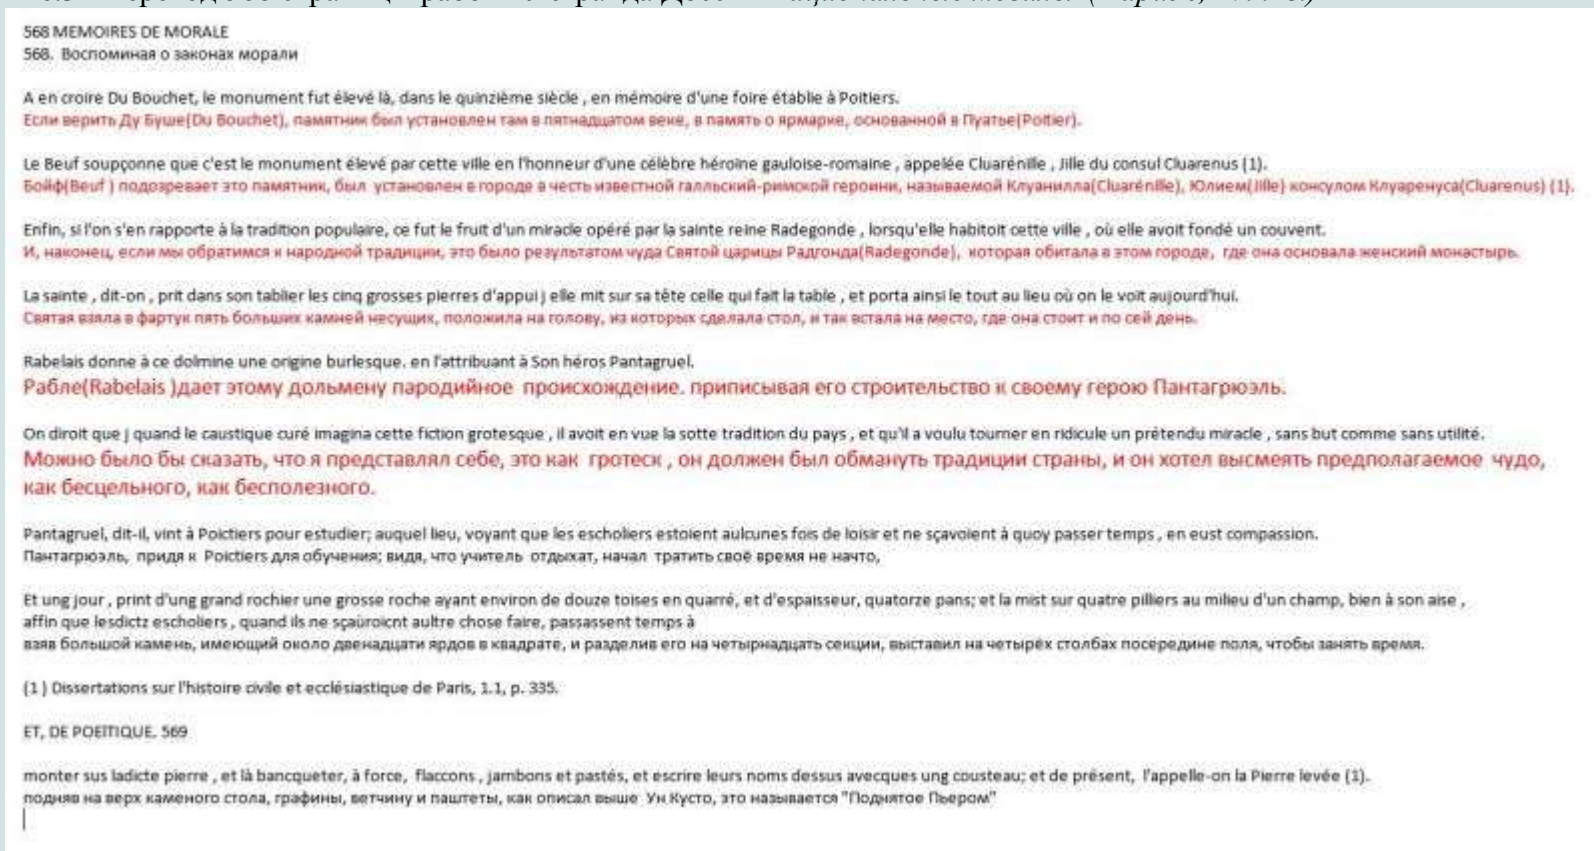 568 MEMOIRES DE MORALE
568. Воспоминая о законах морали
A en croire Du Bouchet, le monument fut élevé là, dans le quinzième siècle , en mémoire d'une foire établie à Poitiers.
Если верить Ду Буше(Du Bouchet), памятник был установлен там в пятнадцатом веке, в память о ярмарке, основанной в Пуатье(Poitier).
Le Beuf soupçonne que c'est le monument élevé par cette ville en l'honneur d'une célèbre héroïne gauloise-romaine , appelée Cluarénille , Jille du consul Cluarenus (1).
Бойф(Beuf ) подозревает это памятник, был установлен в городе в честь известной галльский-римской героини, называемой Клуанилла(Cluarénille), Юлием(Jille) консулом Клуаренуса(Cluarenus) (1).
Enfin, si l'on s'en rapporte à la tradition populaire, ce fut le fruit d'un miracle opéré par la sainte reine Radegonde , lorsqu'elle habitoit cette ville , où elle avoit fondé un couvent.
И, наконец, если мы обратимся к народной традиции, это было результатом чуда Святой царицы Радгонда(Radegonde), которая обитала в этом городе, где она основала женский монастырь.
La sainte , dit-on , prit dans son tablier les cinq grosses pierres d'appui j elle mit sur sa tête celle qui fait la table , et porta ainsi le tout au lieu où on le voit aujourd'hui.
Святая взяла в фартук пять больших камней несущих, положила на голову, из которых сделала стол, и так встала на место, где она стоит и по сей день.
Rabelais donne à ce dolmine une origine burlesque. en l'attribuant à Son héros Pantagruel.
Рабле(Rabelais )дает этому дольмену пародийное происхождение. приписывая его строительство к своему герою Пантагрюэль.
On diroit que j quand le caustique curé imagina cette fiction grotesque , il avoit en vue la sotte tradition du pays , et qu'il a voulu tourner en ridicule un prétendu miracle , sans but comme sans utilité.
Можно было бы сказать, что я представлял себе, это как гротеск , он должен был обмануть традиции страны, и он хотел высмеять предполагаемое чудо,
как бесцельного, как бесполезного.
Pantagruel, dit-il, vint à Poictiers pour estudier; auquel lieu, voyant que les escholiers estoient aulcunes fois de loisir et ne sçavoient à quoy passer temps , en eust compassion.
Пантагрюэль, придя к Poictiers для обучения; видя, что учитель отдыхат, начал тратить своё время не начто,
Et ung jour , print d'ung grand rochier une grosse roche ayant environ de douze toises en quarré, et d'espaisseur, quatorze pans; et la mist sur quatre pilliers au milieu d'un champ, bien à son aise ,
affin que lesdictz escholiers , quand ils ne sçaüroicnt aultre chose faire, passassent temps à
взяв большой камень, имеющий около двенадцати ярдов в квадрате, и разделив его на четырнадцать секции, выставил на четырёх столбах посередине поля, чтобы занять время.
(1 ) Dissertations sur l'histoire civile et ecclésiastique de Paris, 1.1, p. 335.
ET, DE POEITIQUE. 569
monter sus ladicte pierre , et là bancqueter, à force, flaccons , jambons et pastés, et escrire leurs noms dessus avecques ung cousteau; et de présent, l'appelle-on la Pierre levée (1).
подняв на верх каменого стола, графины, ветчину и паштеты, как описал выше Ун Кусто, это называется "Поднятое Пьером"